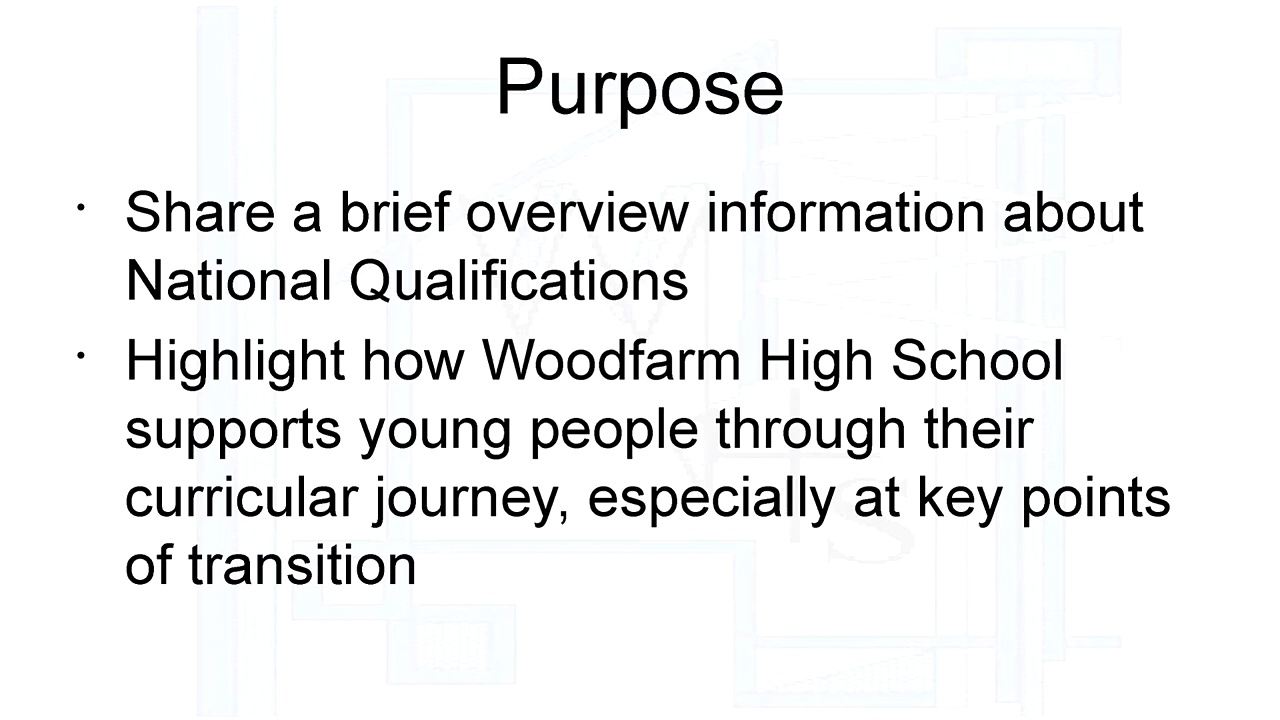 Purpose
• Share a brief overview information about
National Qualifications
• Highlight how Woodfarm High School
supports young people through their
curricular journey, especially at key points
of transition